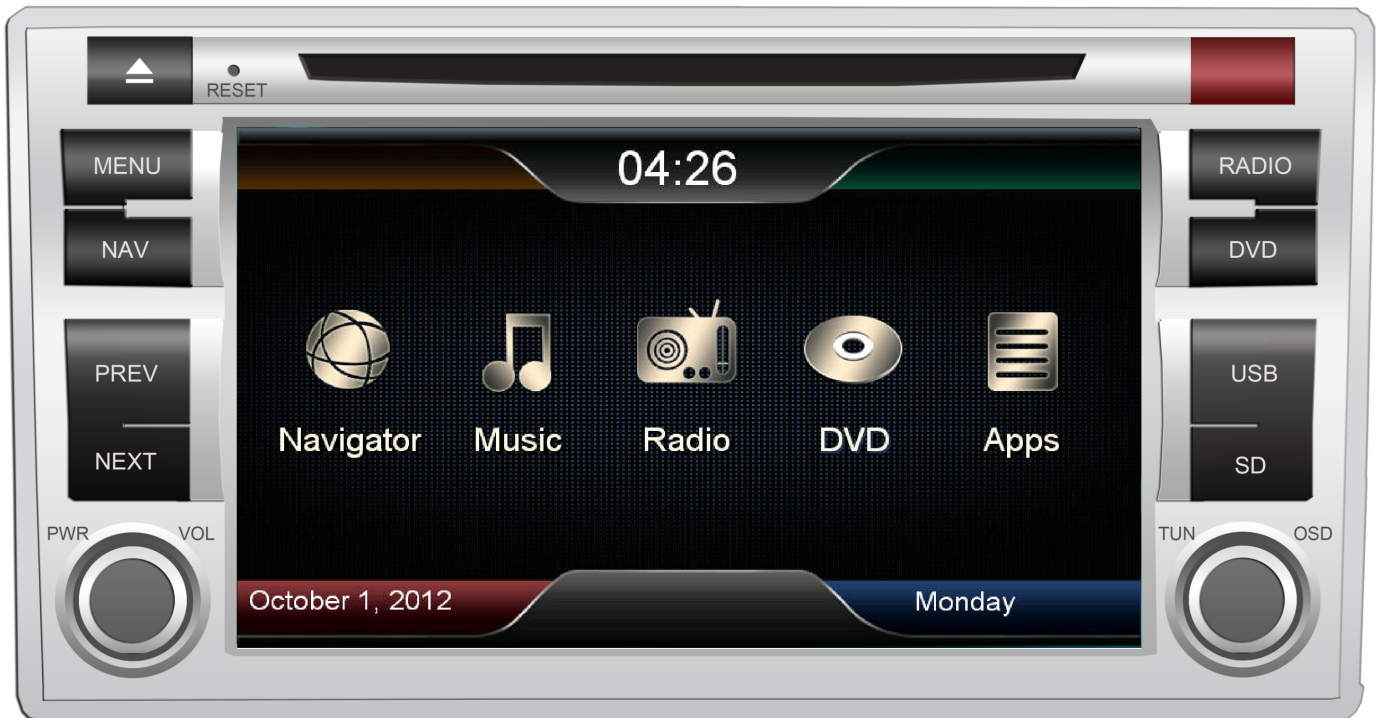 RESET
04:26
MENU
RADIO
NAV
DVD
PREV
USB
Navigator Music Radio DVD Apps
NEXT
SD
PWR VOL
TUN OSD
October 1, 2012
Monday